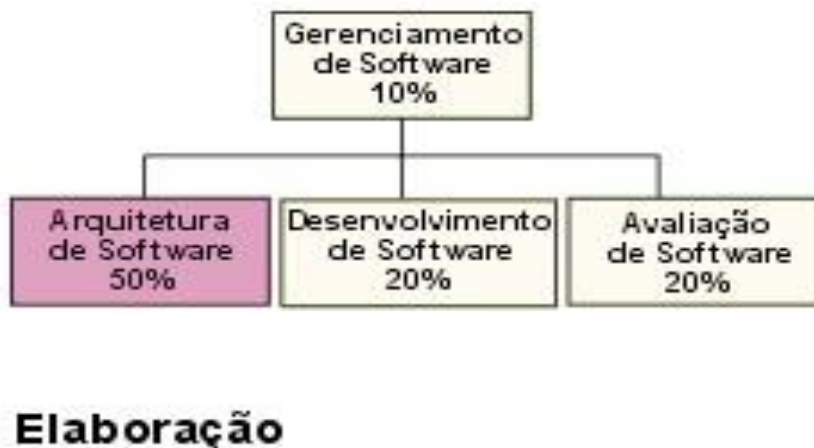 Gerenciamento
de Software
10%
Arquitetura
de Software
50%
Desenvolvimento
de Software
20%
Avaliação
de Software
20%
Elaboração